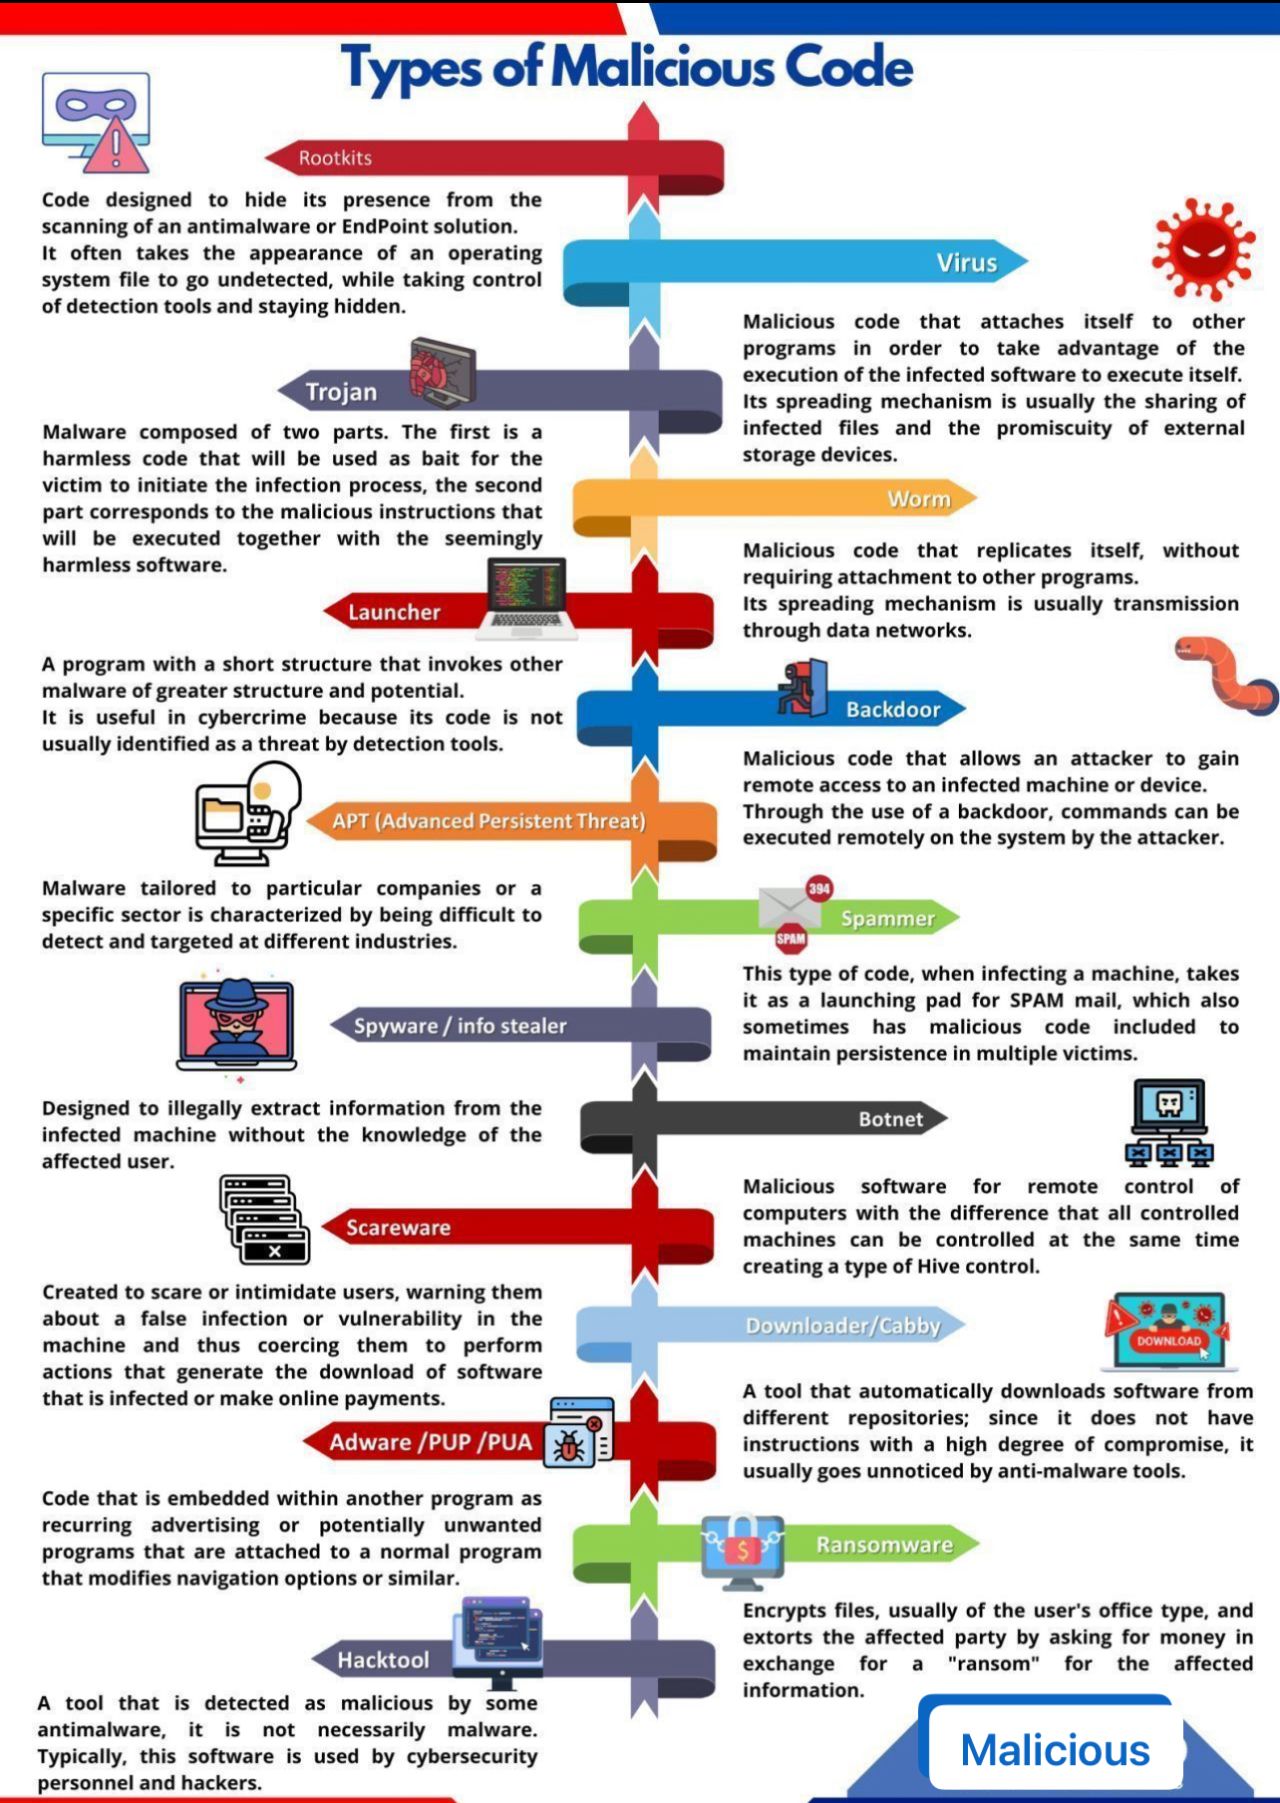 Types of Malicious Code
Rootkits
Code designed to hide its presence from the
scanning of an antimalware or EndPoint solution.
It often takes the appearance of an operating
system file to go undetected, while taking control
of detection tools and staying hidden.
Virus
Malicious code that attaches itself to other
programs in order to take advantage of the
execution of the infected software to execute itself.
Its spreading mechanism is usually the sharing of
infected files and the promiscuity of external
storage devices.
Trojan
Malware composed of two parts. The first is a
harmless code that will be used as bait for the
victim to initiate the infection process, the second
part corresponds to the malicious instructions that
will be executed together with the seemingly
harmless software.
Worm
Malicious code that replicates itself, without
requiring attachment to other programs.
Its spreading mechanism is usually transmission
through data networks.
Launcher
A program with a short structure that invokes other
malware of greater structure and potential.
It is useful in cybercrime because its code is not
usually identified as a threat by detection tools.
Backdoor
Malicious code that allows an attacker to gain
remote access to an infected machine or device.
Through the use of a backdoor, commands can be
executed remotely on the system by the attacker.
APT (Advanced Persistent Threat)
Malware tailored to particular companies or a
specific sector is characterized by being difficult to
detect and targeted at different industries.
394
SPAM
Spammer
This type of code, when infecting a machine, takes
it as a launching pad for SPAM mail, which also
sometimes has malicious code included to
maintain persistence in multiple victims.
Spyware / info stealer
Designed to illegally extract information from the
infected machine without the knowledge of the
affected user.
Botnet
Malicious software for remote control of
computers with the difference that all controlled
machines can be controlled at the same time
creating a type of Hive control.
Scareware
Created to scare or intimidate users, warning them
about a false infection or vulnerability in the
machine and thus coercing them to perform
actions that generate the download of software
that is infected or make online payments.
Downloader/Cabby
DOWNLOAD
A tool that automatically downloads software from
different repositories; since it does not have
instructions with a high degree of compromise, it
usually goes unnoticed by anti-malware tools.
Adware /PUP /PUA
Code that is embedded within another program as
recurring advertising or potentially unwanted
programs that are attached to a normal program
that modifies navigation options or similar.
$
Ransomware
Encrypts files, usually of the user's office type, and
extorts the affected party by asking for money in
exchange for a "ransom" for the affected
information.
Hacktool
A tool that is detected as malicious by some
antimalware, it is not necessarily malware.
Typically, this software is used by cybersecurity
personnel and hackers.
Malicious